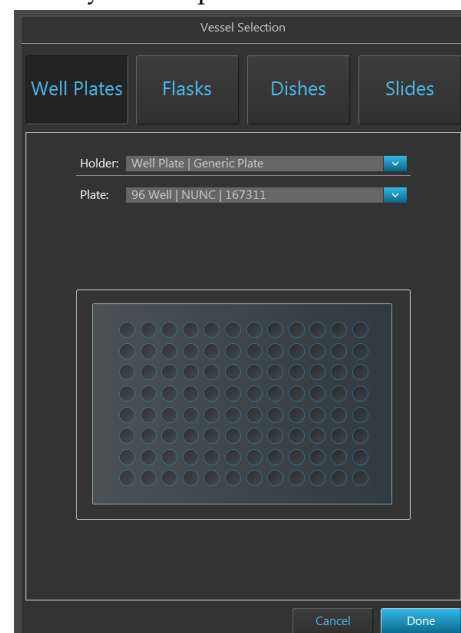 Vessel Selection
Well Plates Flasks Dishes Slides
Holder: Well Plate | Generic Plate
Plate: 96 Well | NUNC | 167311
Cancel Done